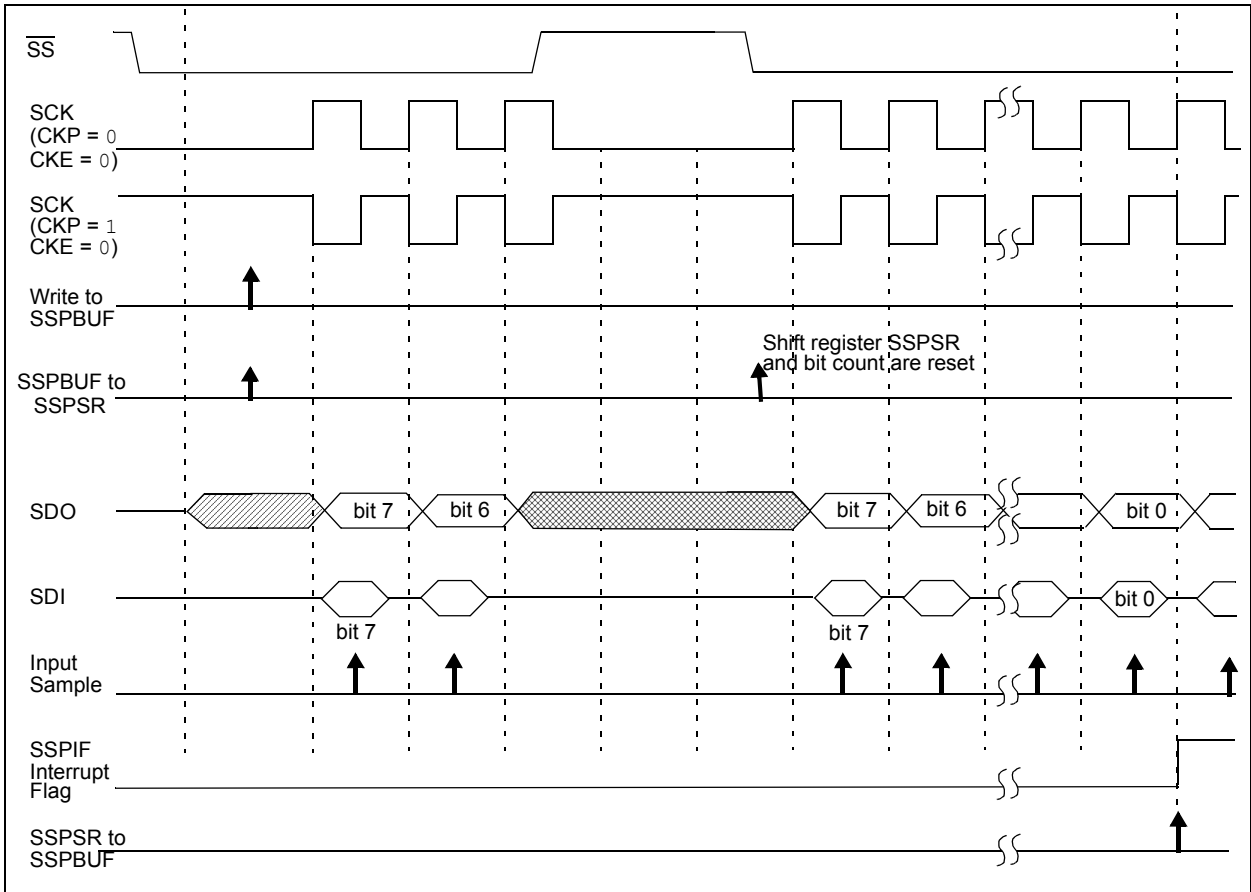 SS
SCK
(CKP = 0
CKE = 0)
SCK
(CKP = 1
CKE = 0)
Write to
SSPBUF
Shift register SSPSR
and bit count are reset
SSPBUF to
SSPSR
SDO
bit 7
bit 6
bit 7
bit 6
bit 0
SDI
bit 0
bit 7
bit 7
Input
Sample
SSPIF
Interrupt
Flag
SSPSR to
SSPBUF